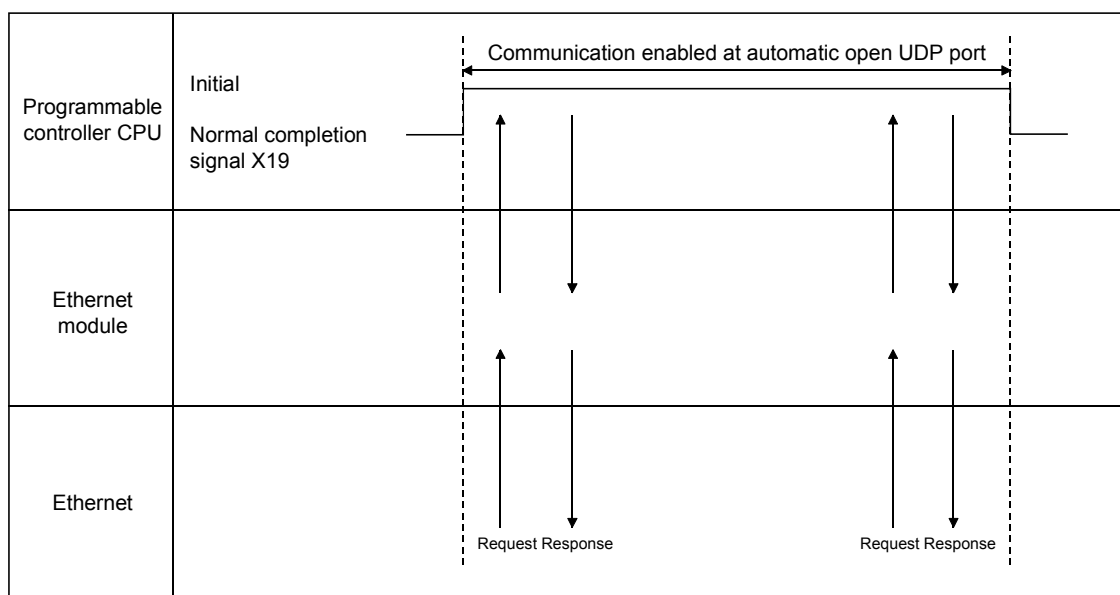 Communication enabled at automatic open UDP port
Initial
Programmable
controller CPU
Normal completion
signal X19
Ethernet
module
Ethernet
Request Response
Request Response